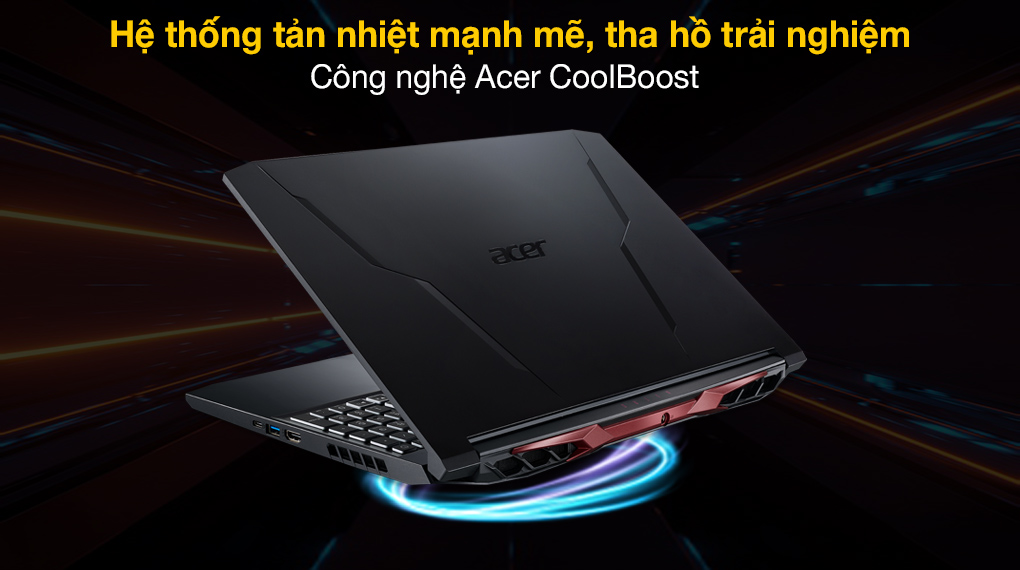 Hệ thống tản nhiệt mạnh mẽ, tha hồ trải nghiệm
Công nghệ Acer CoolBoost
acer